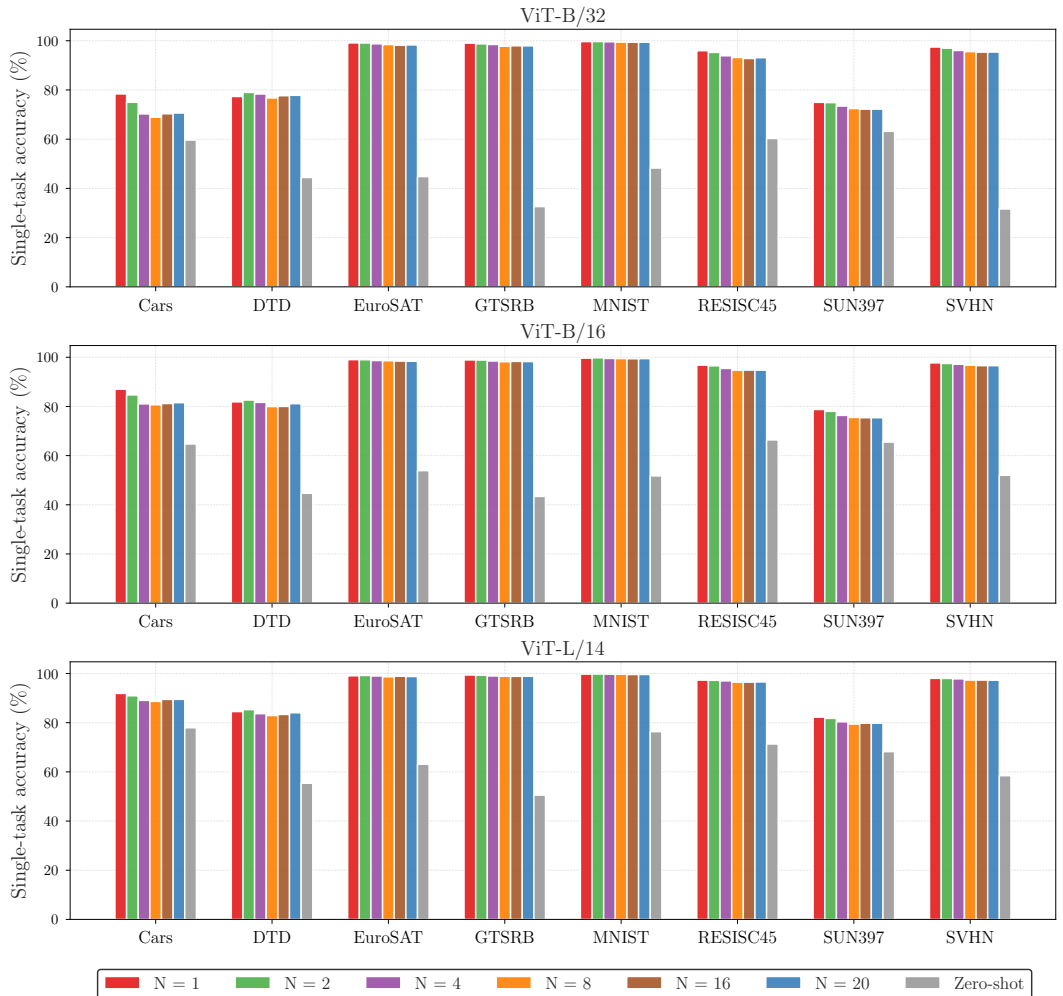 ViT-B/32
Single-task accuracy (%)
100
80
60
40
20
0
Cars DTD EuroSAT GTSRB MNIST RESISC45 SUN397 SVHN
ViT-B/16
Single-task accuracy (%)
100
80
60
40
20
0
Cars DTD EuroSAT GTSRB MNIST RESISC45 SUN397 SVHN
ViT-L/14
Single-task accuracy (%)
100
80
60
40
20
0
Cars DTD EuroSAT GTSRB MNIST RESISC45 SUN397 SVHN
N = 1 N = 2 N = 4 N = 8 N = 16 N = 20 Zero-shot